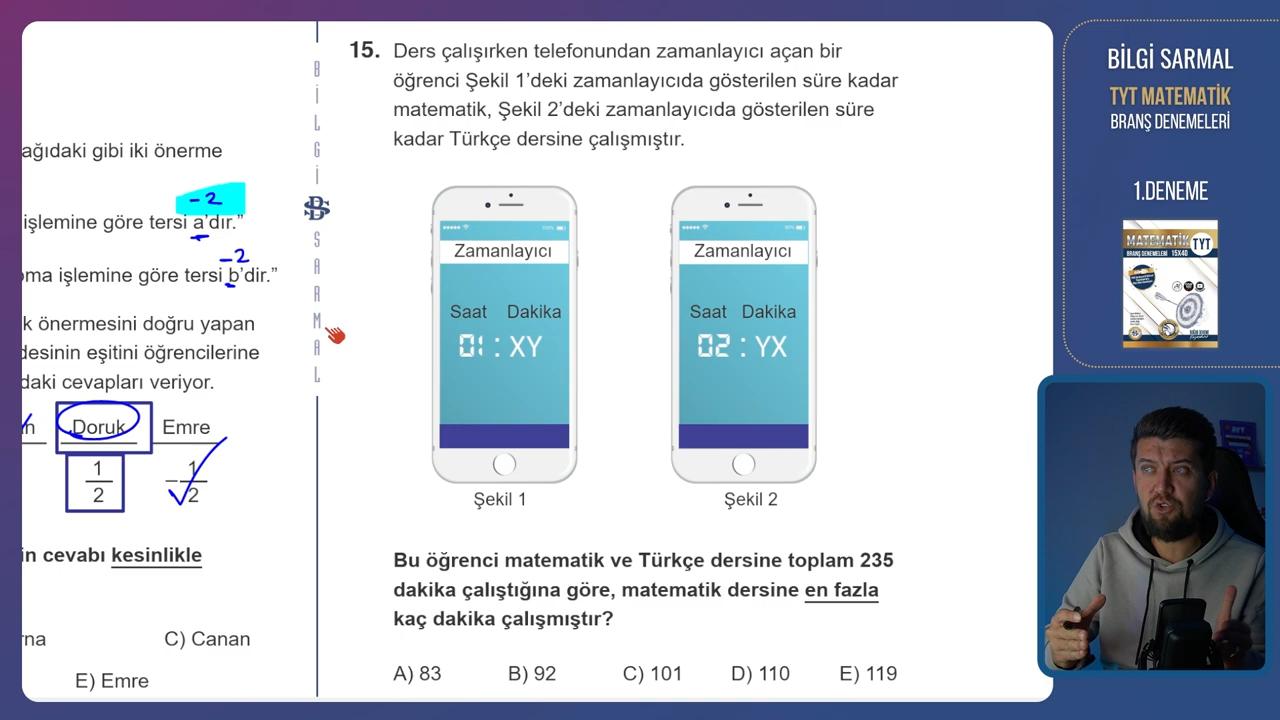 ağıdaki gibi iki önerme
-2
işlemine göre tersi a'dır."
-2
oma işlemine göre tersi b'dir."
k önermesini doğru yapan
desinin eşitini öğrencilerine
daki cevapları veriyor.
n Doruk Emre
1/2 -1/2
in cevabı kesinlikle
rna C) Canan
E) Emre
BİLGİ SARMAL
15. Ders çalışırken telefonundan zamanlayıcı açan bir
öğrenci Şekil 1'deki zamanlayıcıda gösterilen süre kadar
matematik, Şekil 2'deki zamanlayıcıda gösterilen süre
kadar Türkçe dersine çalışmıştır.
Zamanlayıcı
Saat Dakika
01 : XY
Şekil 1
Zamanlayıcı
Saat Dakika
02 : YX
Şekil 2
Bu öğrenci matematik ve Türkçe dersine toplam 235
dakika çalıştığına göre, matematik dersine en fazla
kaç dakika çalışmıştır?
A) 83 B) 92 C) 101 D) 110 E) 119
BİLGİ SARMAL
TYT MATEMATİK
BRANŞ DENEMELERİ
1.DENEME
MATEMATİK TYT
BRANŞ DENEMELERİ 15X40